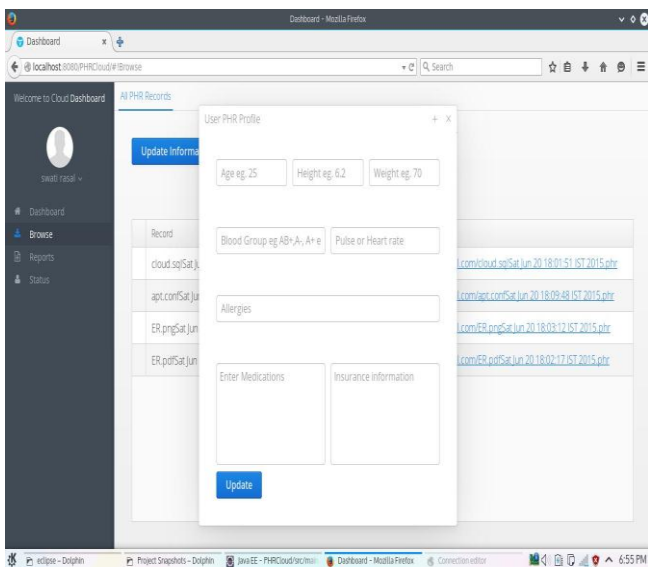 Dashboard - Mozilla Firefox
Dashboard x
localhost:8080/PHRCloud/#!Browse
Search
Welcome to Cloud Dashboard
All PHR Records
swati rasal
Dashboard
Browse
Reports
Status
Update Informa
User PHR Profile + x
Age eg. 25 Height eg. 6.2 Weight eg. 70
Blood Group eg AB+,A-, A+ e Pulse or Heart rate
Allergies
Enter Medications Insurance information
Update
Record
cloud.sqlSat Ju l.com/cloud.sqlSat Jun 20 18:01:51 IST 2015.phr
apt.confSat Ju l.com/apt.confSat Jun 20 18:09:48 IST 2015.phr
ER.pngSat Jun l.com/ER.pngSat Jun 20 18:03:12 IST 2015.phr
ER.pdfSat Jun l.com/ER.pdfSat Jun 20 18:02:17 IST 2015.phr
eclipse – Dolphin Project Snapshots – Dolphin Java EE – PHRCloud/src/mai Dashboard – Mozilla Firefox Connection editor 6:55 PM